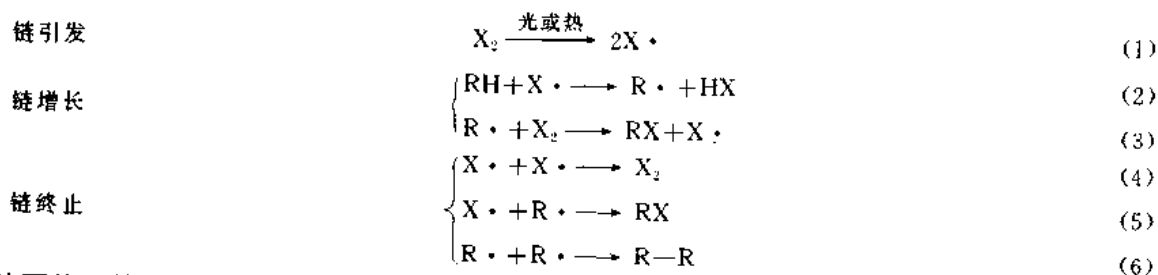 链引发 X₂ —光或热→ 2X · (1)
链增长 RH+X · ⟶ R · +HX (2)
R · +X₂ ⟶ RX+X · (3)
X · +X · ⟶ X₂ (4)
链终止 X · +R · ⟶ RX (5)
R · +R · ⟶ R—R (6)